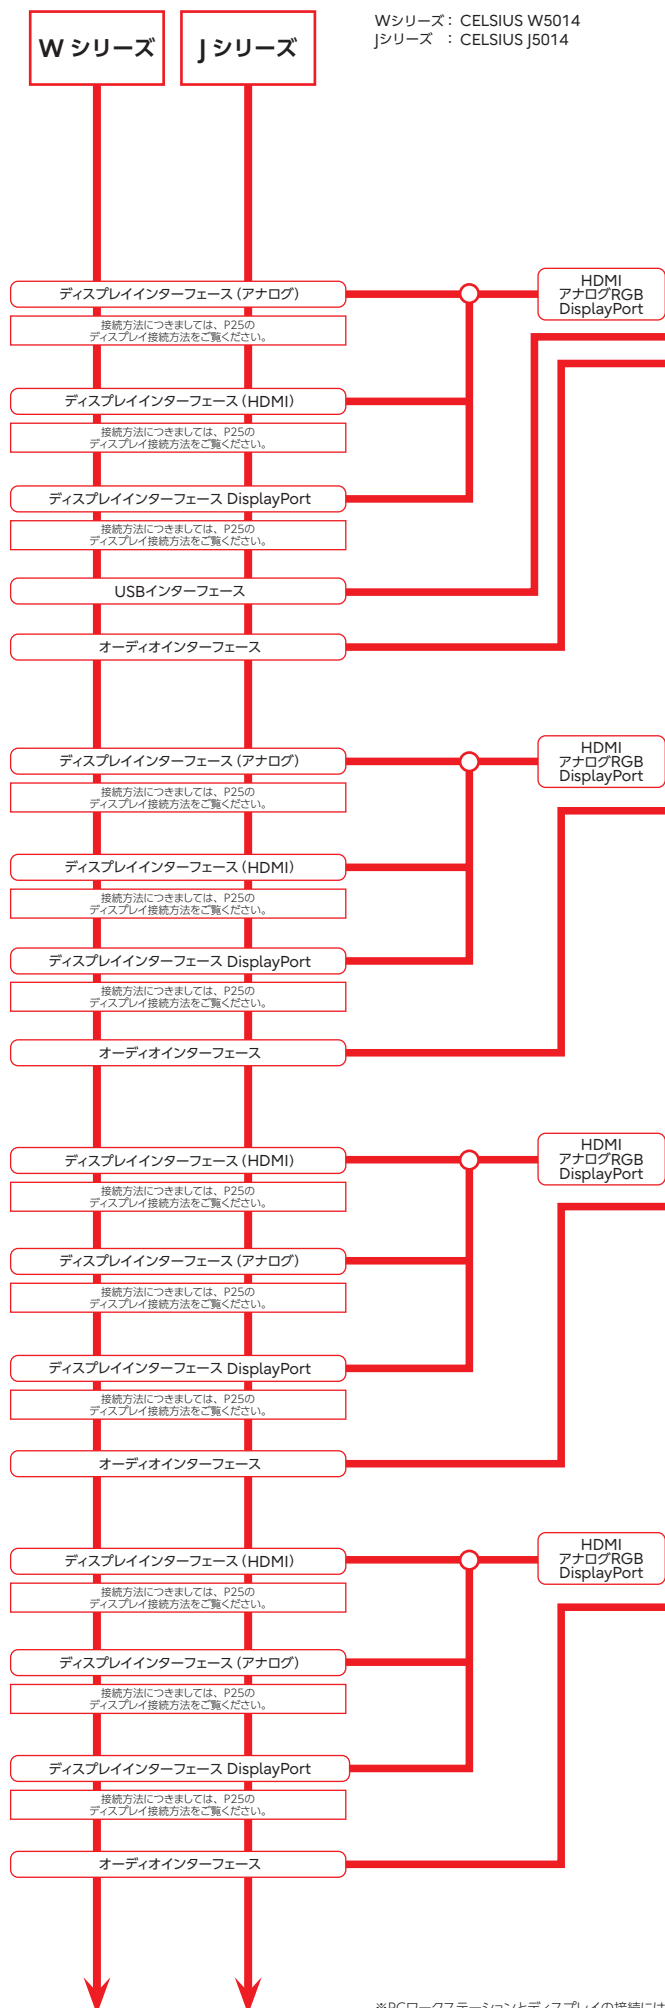 W シリーズ
J シリーズ
Wシリーズ： CELSIUS W5014
Jシリーズ ： CELSIUS J5014
ディスプレイインターフェース（アナログ）
HDMI
アナログRGB
DisplayPort
接続方法につきましては、P25の
ディスプレイ接続方法をご覧ください。
ディスプレイインターフェース（HDMI）
接続方法につきましては、P25の
ディスプレイ接続方法をご覧ください。
ディスプレイインターフェース DisplayPort
接続方法につきましては、P25の
ディスプレイ接続方法をご覧ください。
USBインターフェース
オーディオインターフェース
ディスプレイインターフェース（アナログ）
HDMI
アナログRGB
DisplayPort
接続方法につきましては、P25の
ディスプレイ接続方法をご覧ください。
ディスプレイインターフェース（HDMI）
接続方法につきましては、P25の
ディスプレイ接続方法をご覧ください。
ディスプレイインターフェース DisplayPort
接続方法につきましては、P25の
ディスプレイ接続方法をご覧ください。
オーディオインターフェース
ディスプレイインターフェース（HDMI）
HDMI
アナログRGB
DisplayPort
接続方法につきましては、P25の
ディスプレイ接続方法をご覧ください。
ディスプレイインターフェース（アナログ）
接続方法につきましては、P25の
ディスプレイ接続方法をご覧ください。
ディスプレイインターフェース DisplayPort
接続方法につきましては、P25の
ディスプレイ接続方法をご覧ください。
オーディオインターフェース
ディスプレイインターフェース（HDMI）
HDMI
アナログRGB
DisplayPort
接続方法につきましては、P25の
ディスプレイ接続方法をご覧ください。
ディスプレイインターフェース（アナログ）
接続方法につきましては、P25の
ディスプレイ接続方法をご覧ください。
ディスプレイインターフェース DisplayPort
接続方法につきましては、P25の
ディスプレイ接続方法をご覧ください。
オーディオインターフェース
※PCワークステーションとディスプレイの接続には